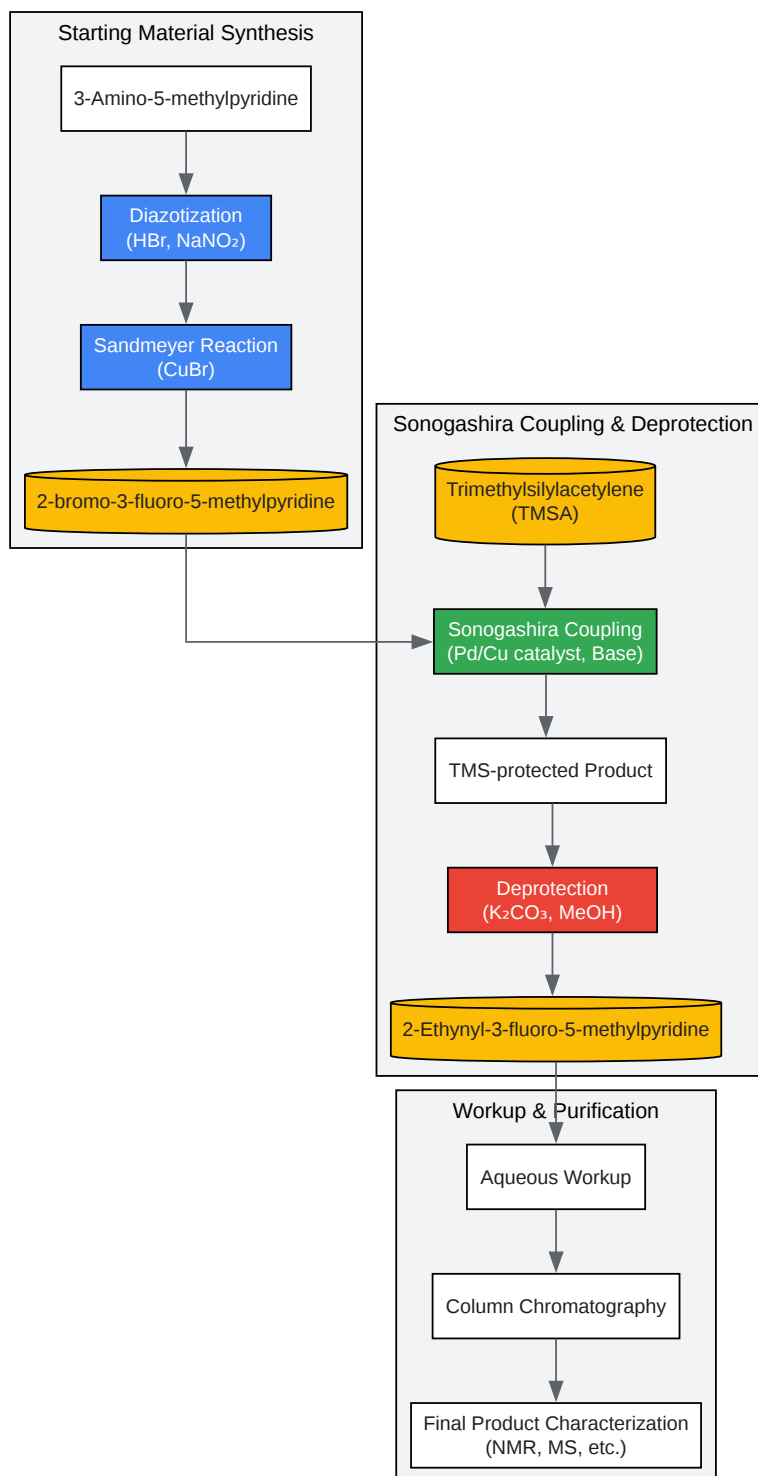 Starting Material Synthesis
3-Amino-5-methylpyridine
Diazotization
(HBr, NaNO₂)
Sandmeyer Reaction
(CuBr)
2-bromo-3-fluoro-5-methylpyridine
Sonogashira Coupling & Deprotection
Trimethylsilylacetylene
(TMSA)
Sonogashira Coupling
(Pd/Cu catalyst, Base)
TMS-protected Product
Deprotection
(K₂CO₃, MeOH)
2-Ethynyl-3-fluoro-5-methylpyridine
Workup & Purification
Aqueous Workup
Column Chromatography
Final Product Characterization
(NMR, MS, etc.)